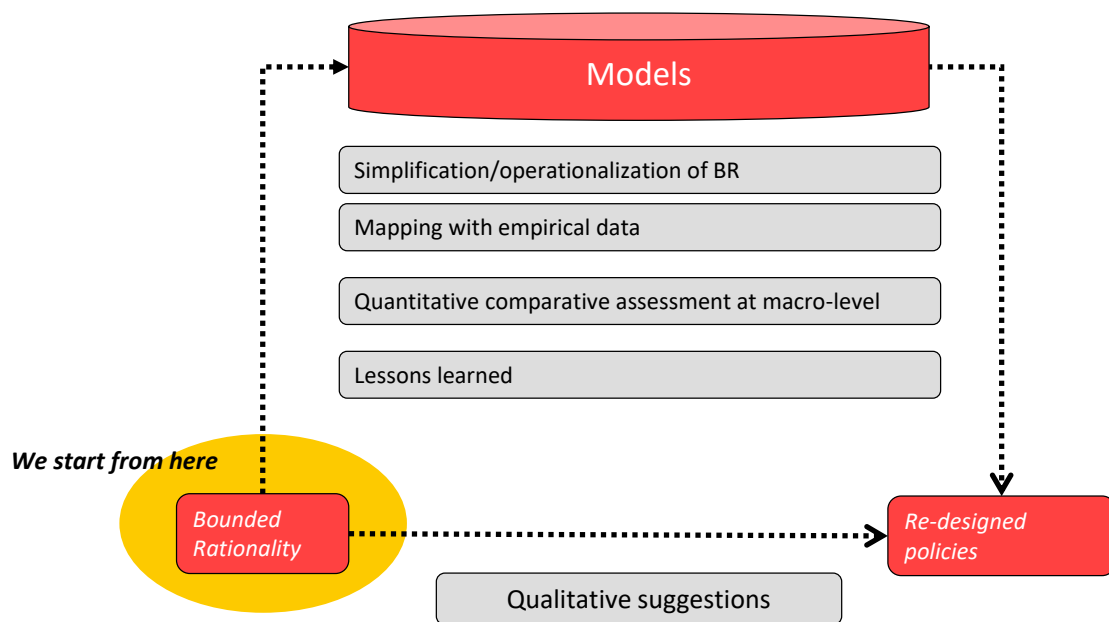 Models
Simplification/operationalization of BR
Mapping with empirical data
Quantitative comparative assessment at macro-level
Lessons learned
We start from here
Bounded
Rationality
Re-designed
policies
Qualitative suggestions